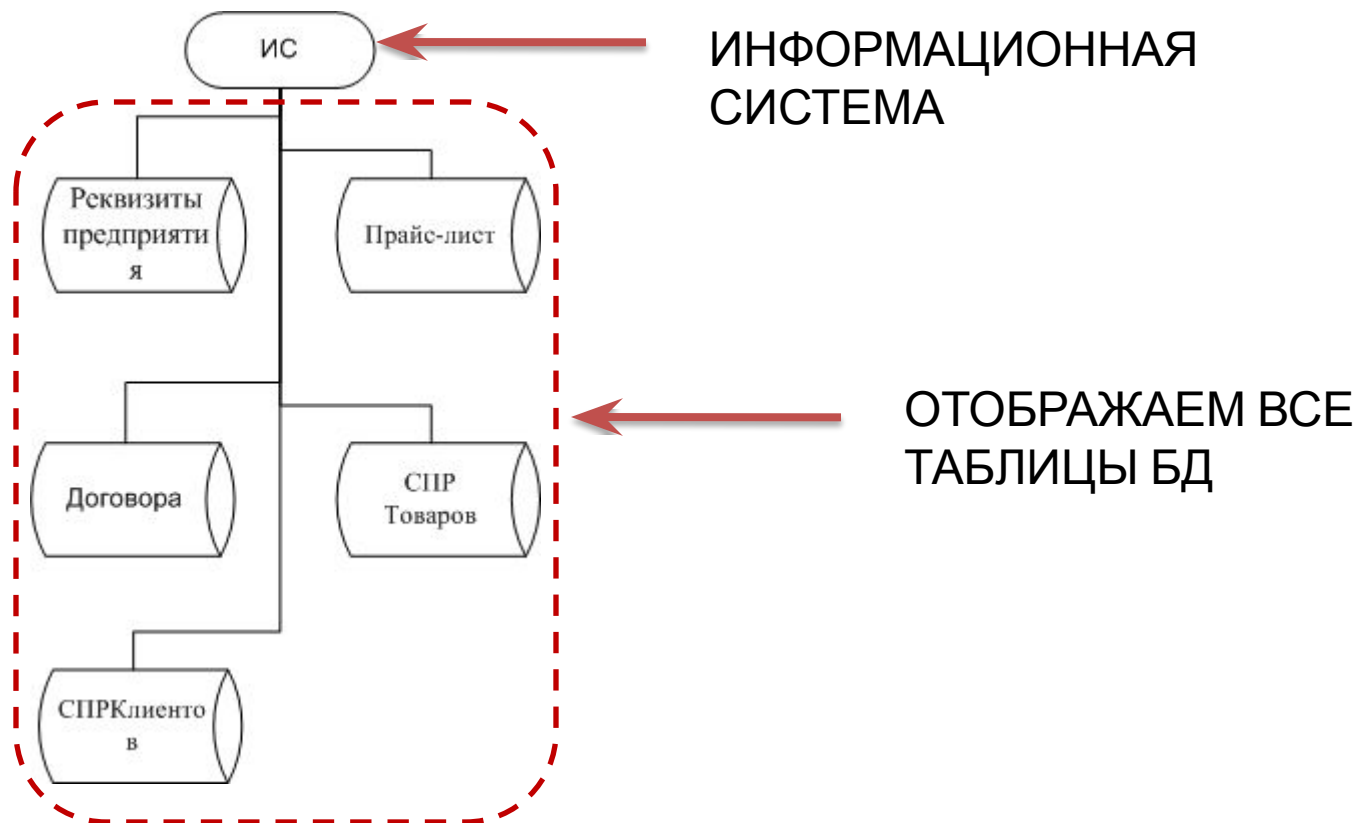 ИС
ИНФОРМАЦИОННАЯ
СИСТЕМА
Реквизиты
предприяти
я
Прайс-лист
ОТОБРАЖАЕМ ВСЕ
ТАБЛИЦЫ БД
Договора
СПР
Товаров
СПРКлиенто
в